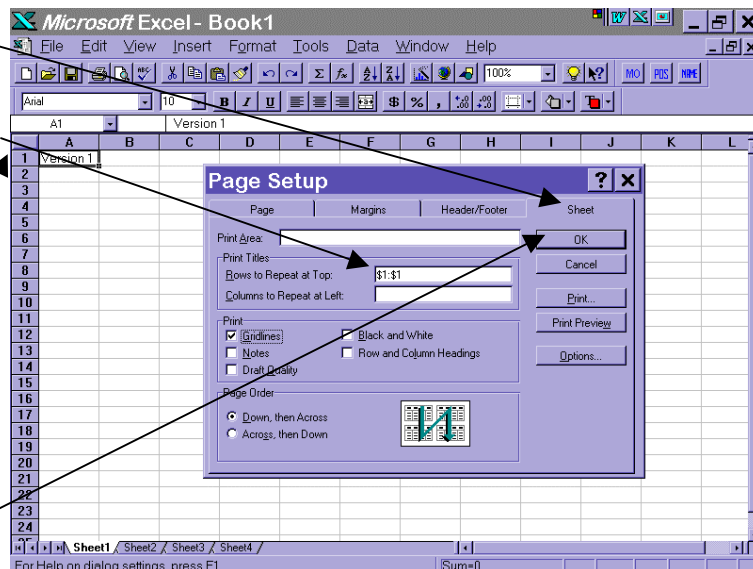 Microsoft Excel - Book1
File Edit View Insert Format Tools Data Window Help
100%
MO POS NAME
Arial 10 B I U $ % ,
A1 Version 1
A B C D E F G H I J K L
1 Version 1
2
3
4
5
6
7
8
9
10
11
12
13
14
15
16
17
18
19
20
21
22
23
24
25
Page Setup ? X
Page Margins Header/Footer Sheet
Print Area:
OK
Print Titles
Cancel
Rows to Repeat at Top: $1:$1
Columns to Repeat at Left:
Print...
Print
Print Preview
Gridlines Black and White
Notes Row and Column Headings
Options...
Draft Quality
Page Order
Down, then Across
Across, then Down
Sheet1 Sheet2 Sheet3 Sheet4
For Help on dialog settings, press F1 Sum=0